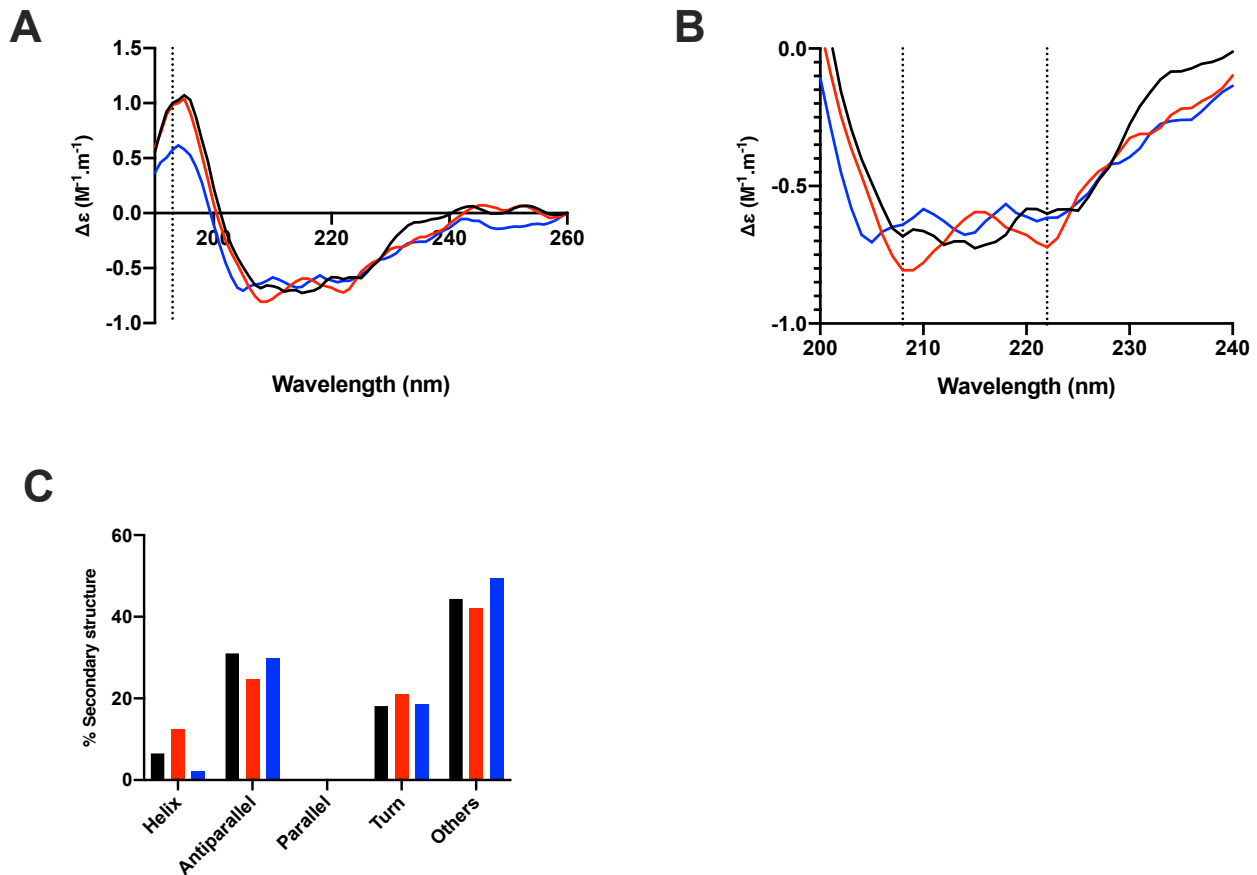 A
1.5
1.0
0.5
0.0
-0.5
-1.0
Δε (M⁻¹.m⁻¹)
200
220
240
260
Wavelength (nm)
B
0.0
-0.5
-1.0
Δε (M⁻¹.m⁻¹)
200
210
220
230
240
Wavelength (nm)
C
60
40
20
0
% Secondary structure
Helix
Antiparallel
Parallel
Turn
Others